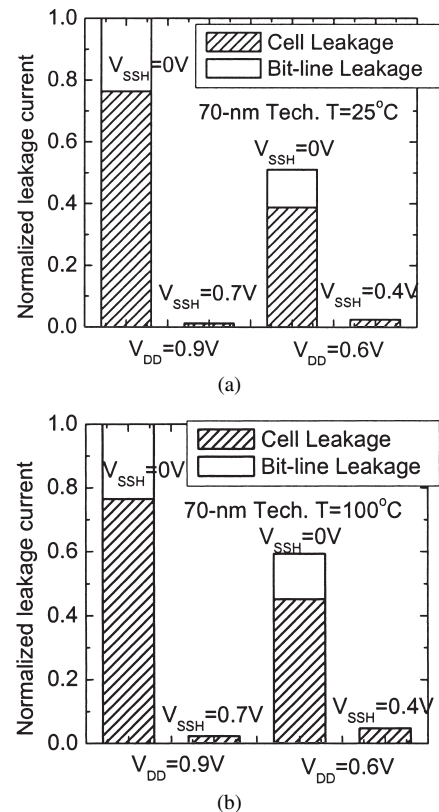 Cell Leakage
Bit-line Leakage
V_SSH=0V
70-nm Tech. T=25°C
V_SSH=0V
V_SSH=0.7V
V_SSH=0.4V
Normalized leakage current
1.0
0.8
0.6
0.4
0.2
0.0
V_DD=0.9V
V_DD=0.6V
(a)
Cell Leakage
Bit-line Leakage
V_SSH=0V
70-nm Tech. T=100°C
V_SSH=0V
V_SSH=0.7V
V_SSH=0.4V
Normalized leakage current
1.0
0.8
0.6
0.4
0.2
0.0
V_DD=0.9V
V_DD=0.6V
(b)